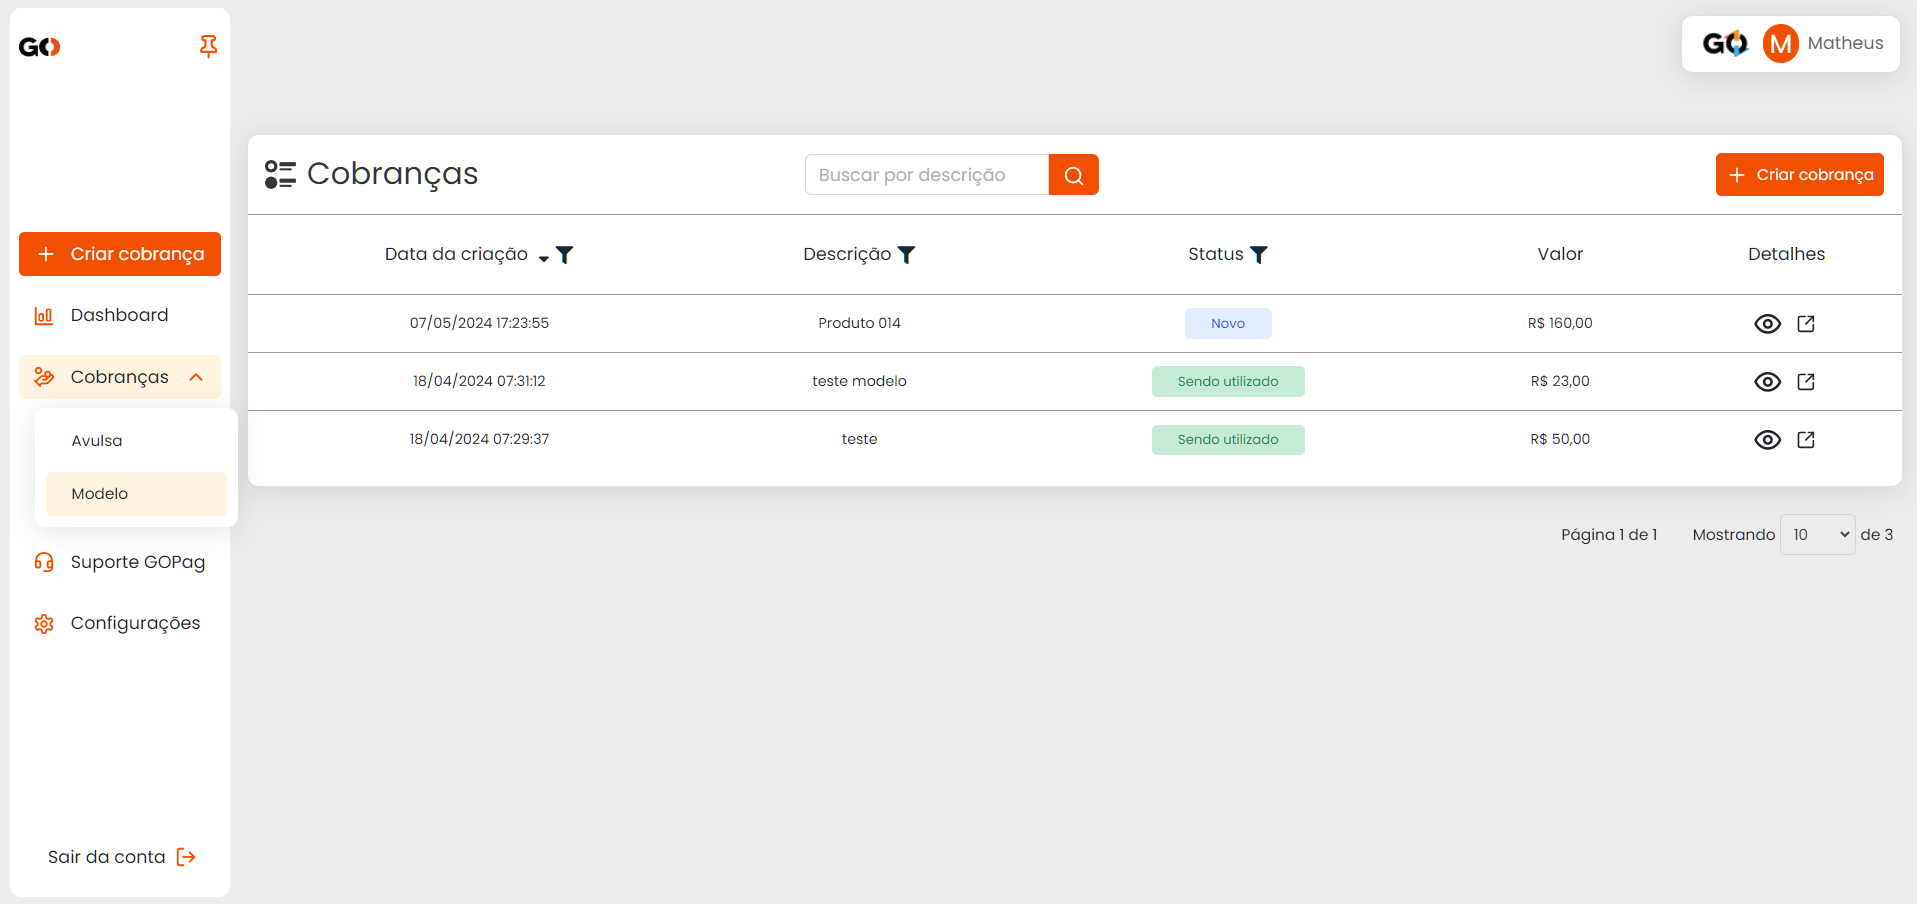 GO
GO M Matheus
Cobranças
Buscar por descrição
+ Criar cobrança
+ Criar cobrança
Dashboard
Cobranças
Avulsa
Modelo
Suporte GOPag
Configurações
Sair da conta
Data da criação Descrição Status Valor Detalhes
07/05/2024 17:23:55 Produto 014 Novo R$ 160,00
18/04/2024 07:31:12 teste modelo Sendo utilizado R$ 23,00
18/04/2024 07:29:37 teste Sendo utilizado R$ 50,00
Página 1 de 1 Mostrando 10 de 3